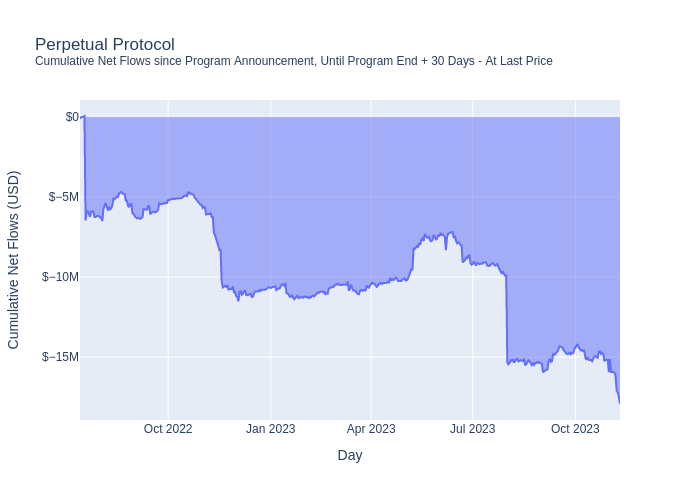 Perpetual Protocol
Cumulative Net Flows since Program Announcement, Until Program End + 30 Days - At Last Price
Cumulative Net Flows (USD)
$0
$−5M
$−10M
$−15M
Oct 2022
Jan 2023
Apr 2023
Jul 2023
Oct 2023
Day